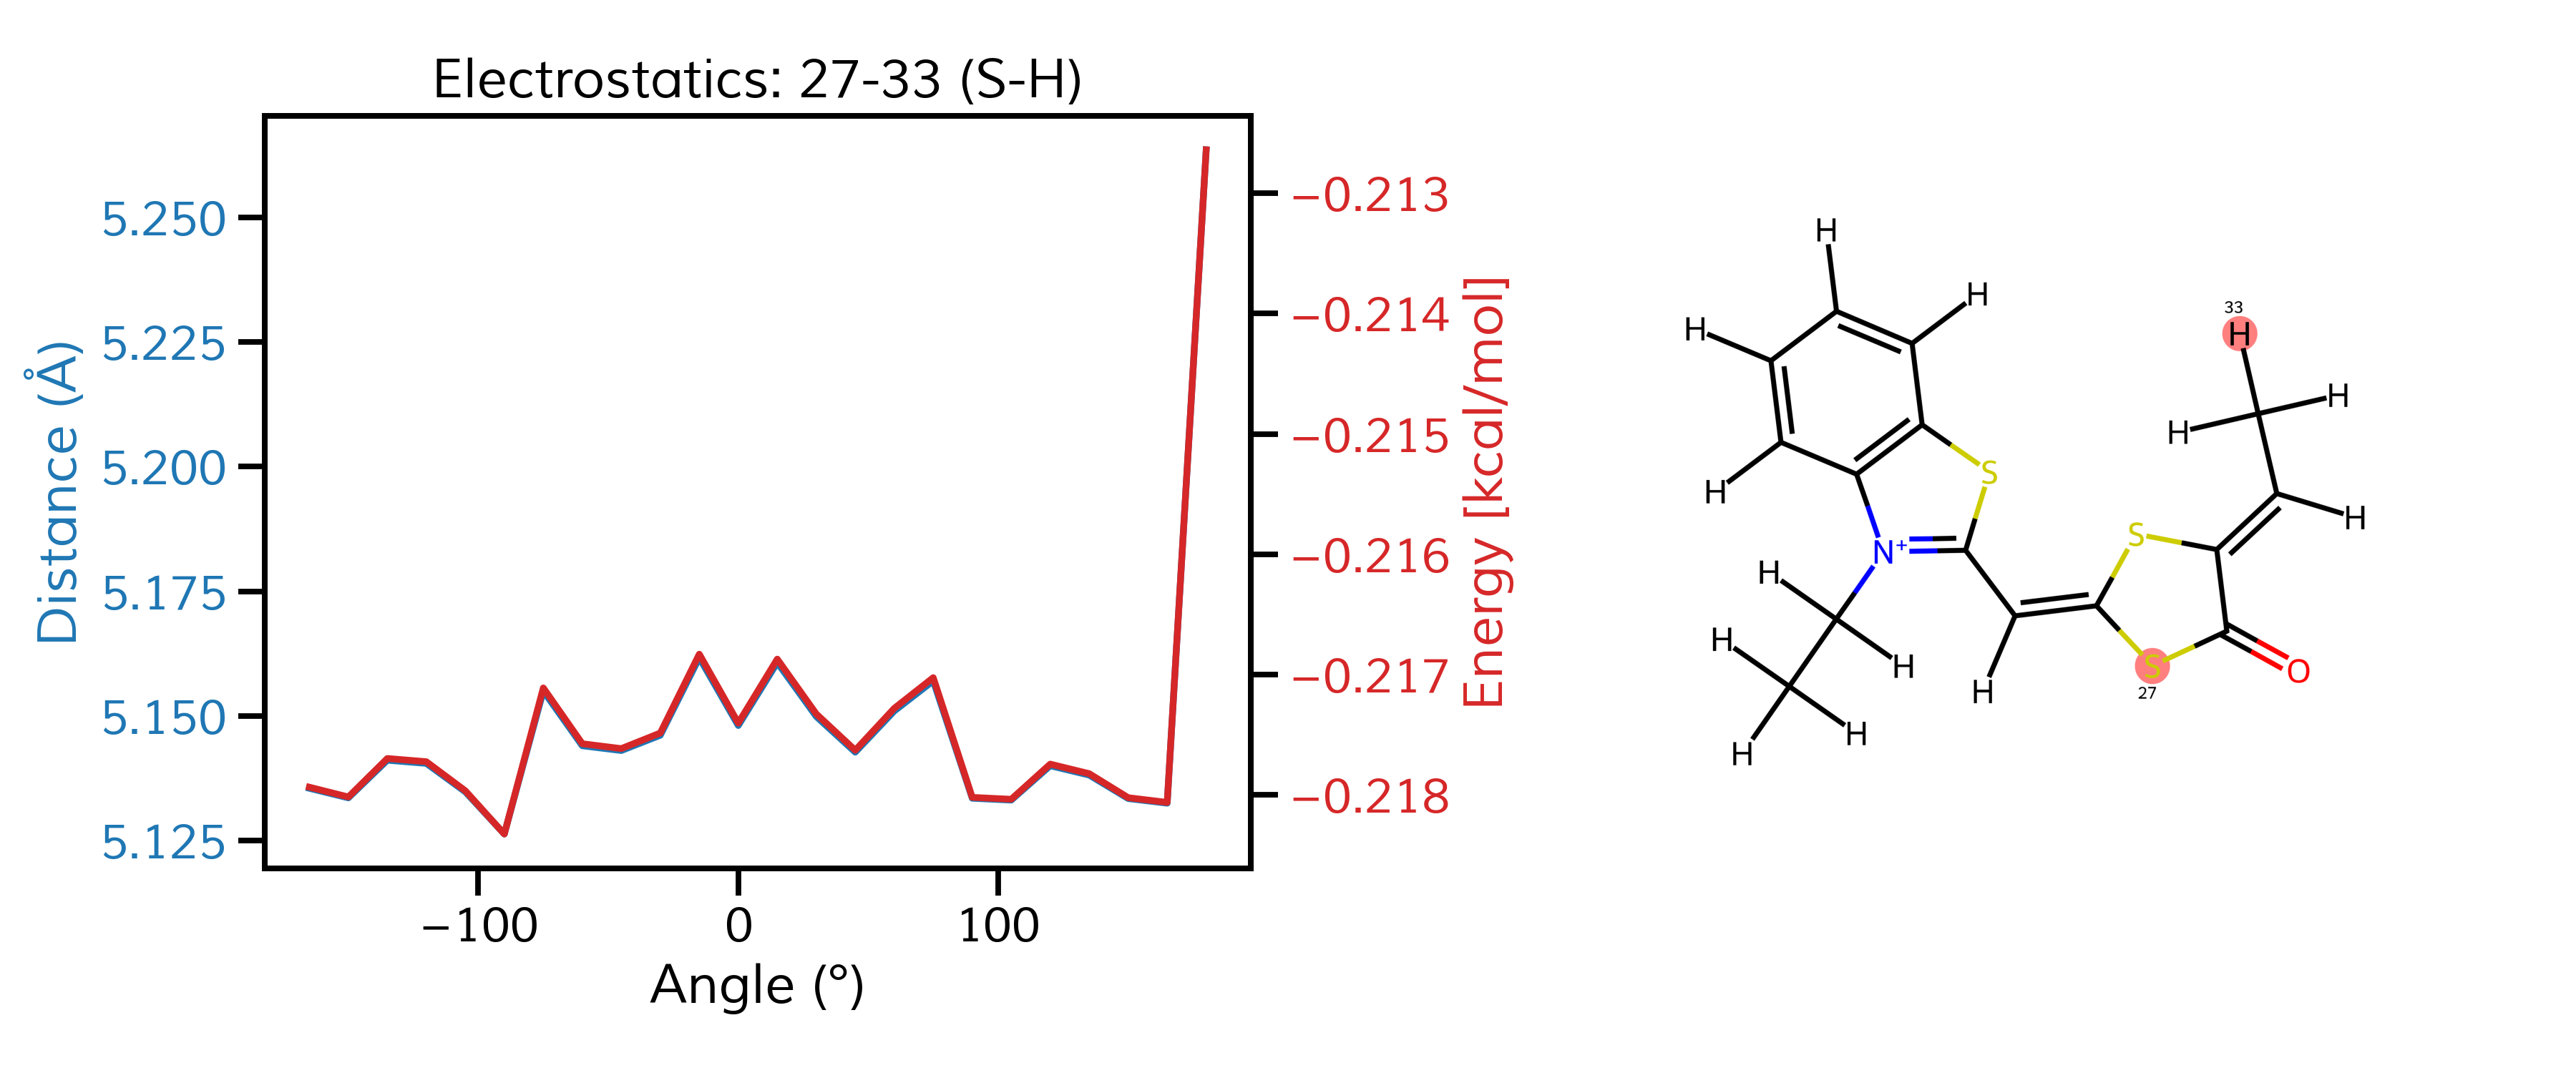 Electrostatics: 27-33 (S-H)
Distance (Å)
5.250
5.225
5.200
5.175
5.150
5.125
−0.213
−0.214
−0.215
−0.216
−0.217
−0.218
Energy [kcal/mol]
−100
0
100
Angle (°)
H
H
H
33
H
H
H
H
S
H
H
S
N+
H
H
H
S
27
O
H
H
H
H